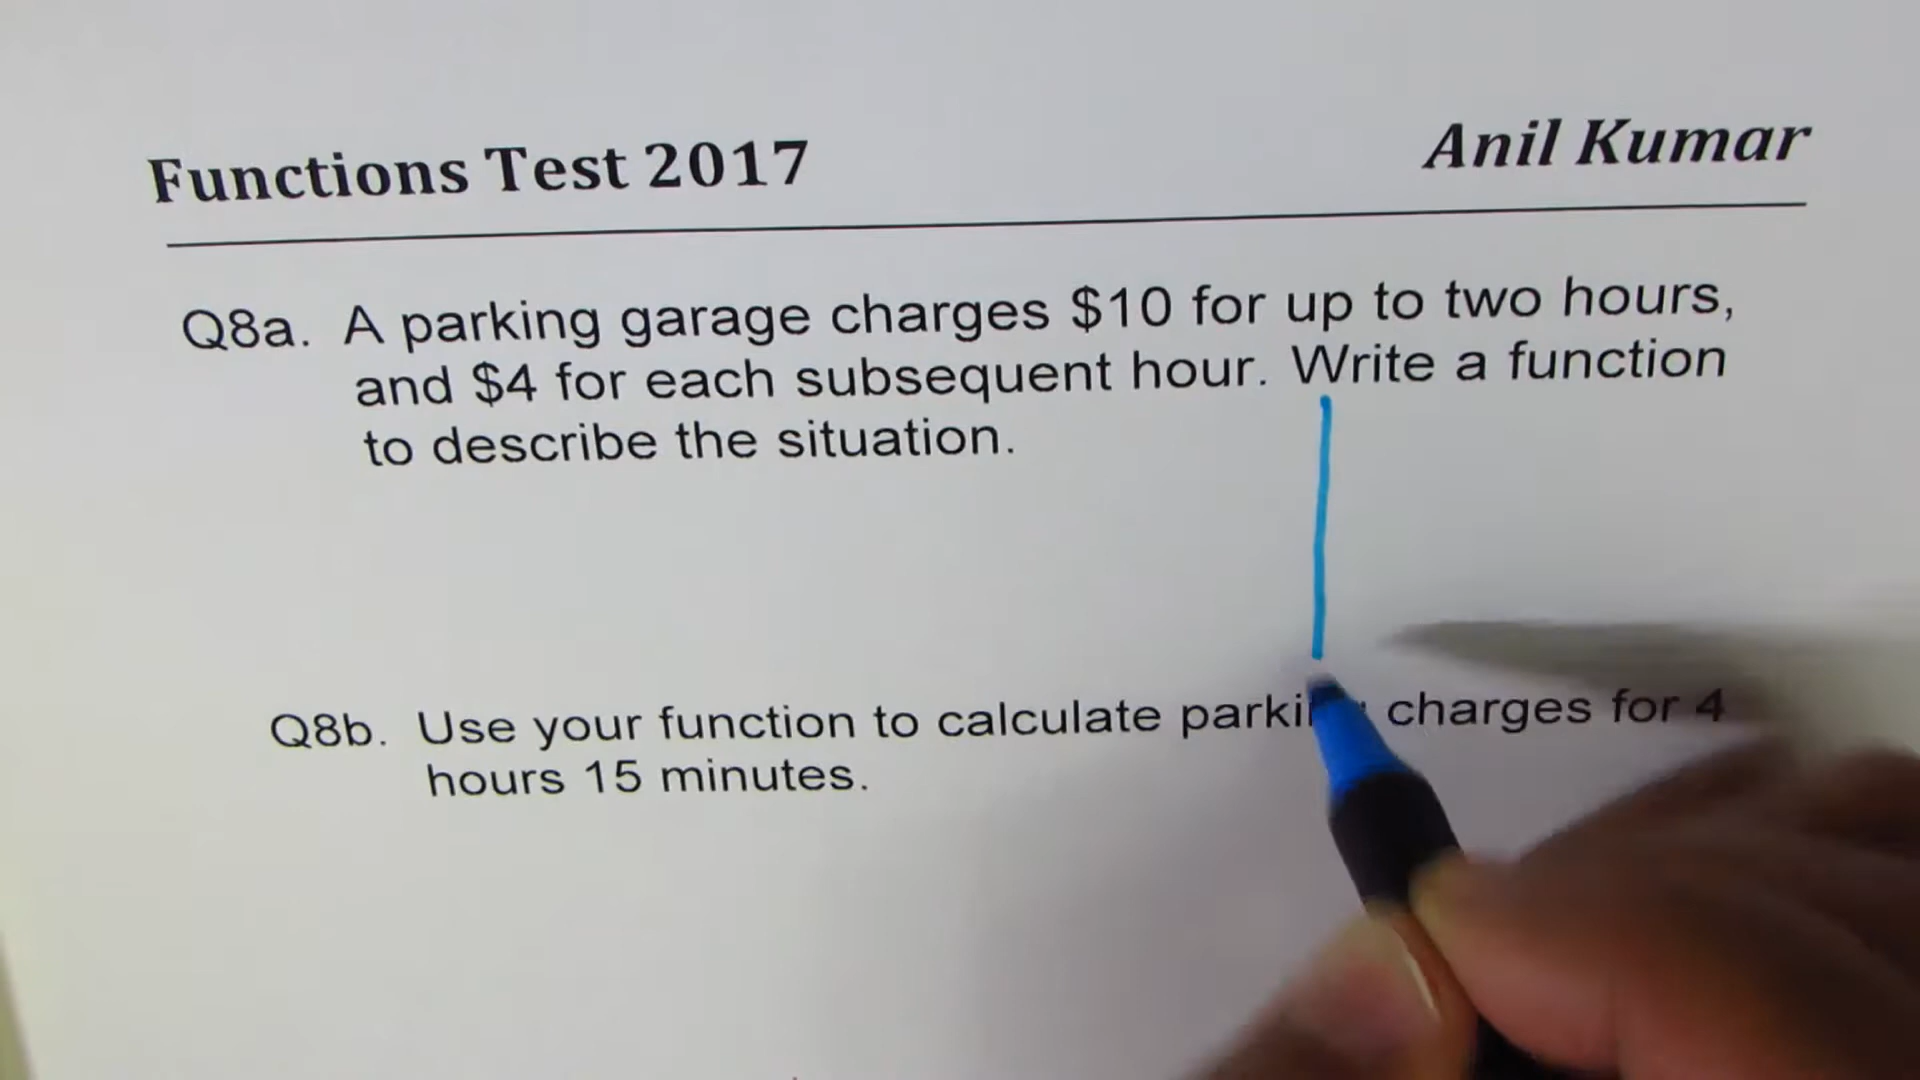 Functions Test 2017
Anil Kumar
Q8a. A parking garage charges $10 for up to two hours,
and $4 for each subsequent hour. Write a function
to describe the situation.
Q8b. Use your function to calculate charges for 4
hours 15 minutes.